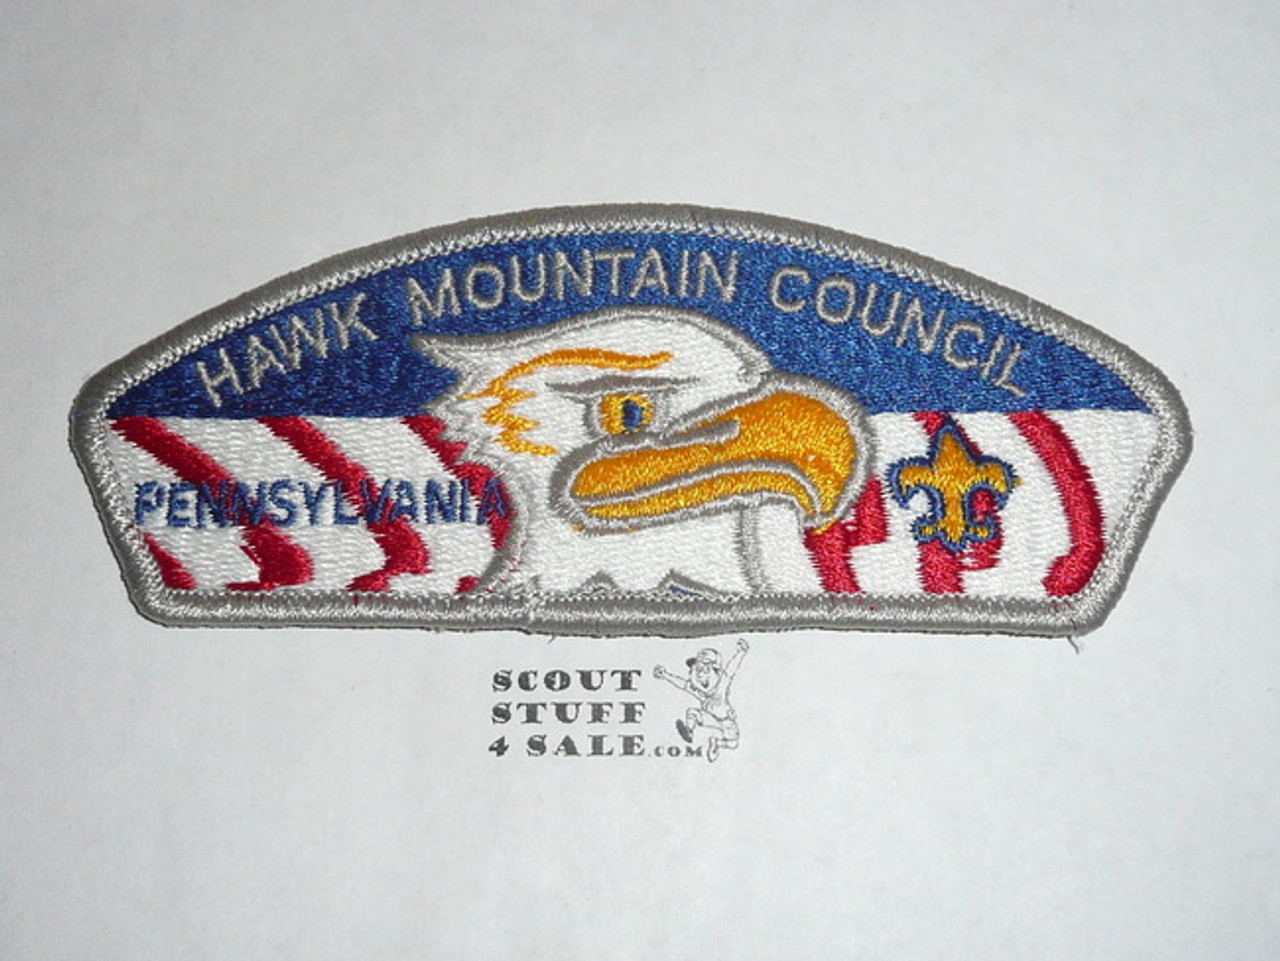 HAWK MOUNTAIN COUNCIL
PENNSYLVANIA
SCOUT
STUFF
4 SALE.COM